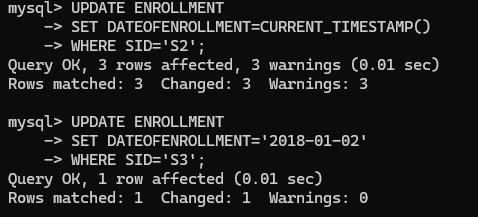 mysql> UPDATE ENROLLMENT
    -> SET DATEOFENROLLMENT=CURRENT_TIMESTAMP()
    -> WHERE SID='S2';
Query OK, 3 rows affected, 3 warnings (0.01 sec)
Rows matched: 3  Changed: 3  Warnings: 3

mysql> UPDATE ENROLLMENT
    -> SET DATEOFENROLLMENT='2018-01-02'
    -> WHERE SID='S3';
Query OK, 1 row affected (0.01 sec)
Rows matched: 1  Changed: 1  Warnings: 0